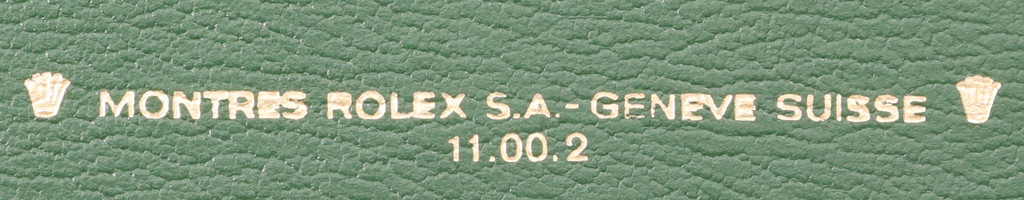 MONTRES ROLEX S.A. - GENEVE SUISSE
11.00.2